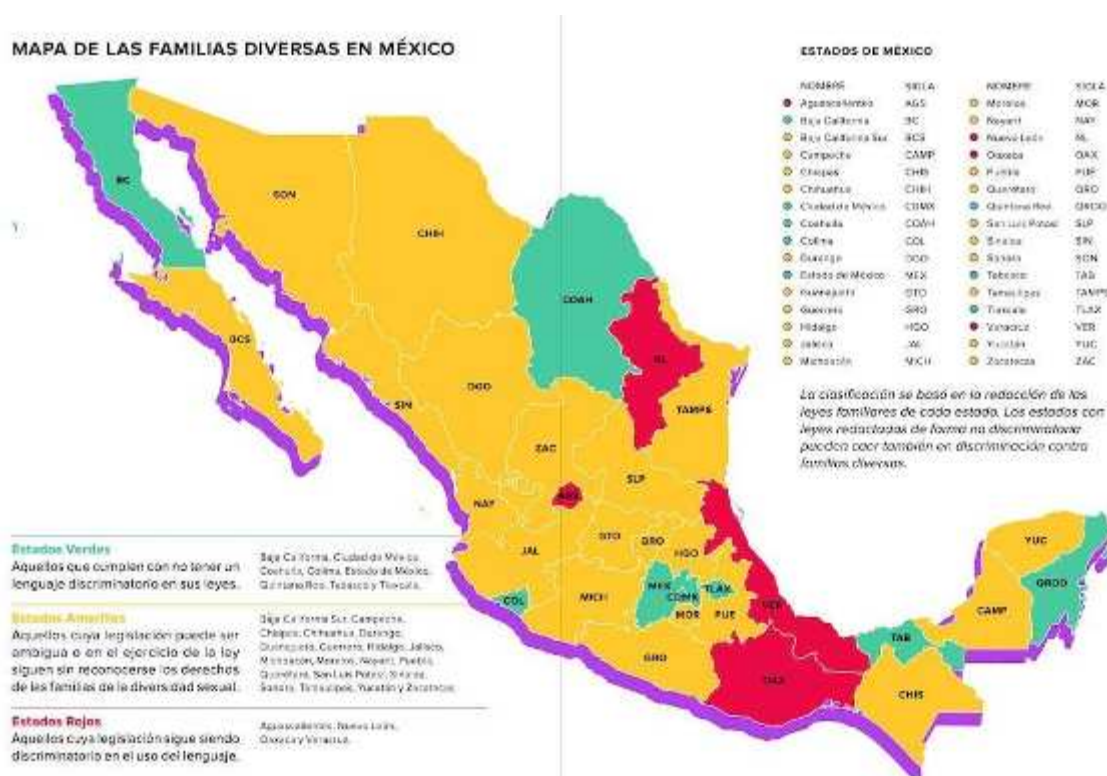 MAPA DE LAS FAMILIAS DIVERSAS EN MÉXICO
ESTADOS DE MÉXICO
NOMBRE SIGLA
Aguascalientes AGS
Baja California BC
Baja California Sur BCS
Campeche CAMP
Chiapas CHIS
Chihuahua CHIH
Ciudad de México CDMX
Coahuila COAH
Colima COL
Durango DGO
Estado de México MEX
Guanajuato GTO
Guerrero GRO
Hidalgo HGO
Jalisco JAL
Michoacán MICH
NOMBRE SIGLA
Morelos MOR
Nayarit NAY
Nuevo León NL
Oaxaca OAX
Puebla PUE
Querétaro QRO
Quintana Roo QROO
San Luis Potosí SLP
Sinaloa SIN
Sonora SON
Tabasco TAB
Tamaulipas TAMPS
Tlaxcala TLAX
Veracruz VER
Yucatán YUC
Zacatecas ZAC
La clasificación se basó en la redacción de las
leyes familiares de cada estado. Los estados con
leyes redactadas de forma no discriminatoria
pueden caer también en discriminación contra
familias diversas.
BC
SON
CHIH
COAH
BCS
NL
DGO
SIN
TAMPS
ZAC
SLP
AGS
NAY
JAL
GTO
QRO
HGO
YUC
QROO
COL
MICH
MEX
CDMX
TLAX
MOR
PUE
VER
CAMP
TAB
GRO
OAX
CHIS
Estados Verdes
Aquellos que cumplen con no tener un
lenguaje discriminatorio en sus leyes.
Baja California, Ciudad de México,
Coahuila, Colima, Estado de México,
Quintana Roo, Tabasco y Tlaxcala.
Estados Amarillos
Aquellos cuya legislación puede ser
ambigua o en el ejercicio de la ley
siguen sin reconocerse los derechos
de las familias de la diversidad sexual.
Baja California Sur, Campeche,
Chiapas, Chihuahua, Durango,
Guanajuato, Guerrero, Hidalgo, Jalisco,
Michoacán, Morelos, Nayarit, Puebla,
Querétaro, San Luis Potosí, Sinaloa,
Sonora, Tamaulipas, Yucatán y Zacatecas
Estados Rojos
Aquellos cuya legislación sigue siendo
discriminatorio en el uso del lenguaje.
Aguascalientes, Nuevo León,
Oaxaca y Veracruz.